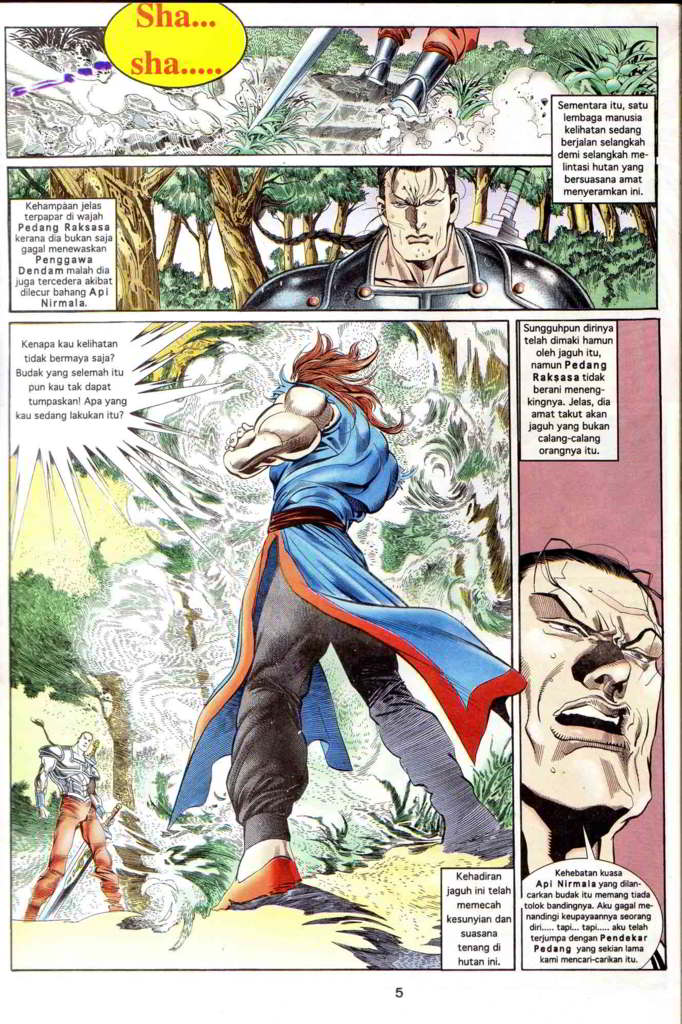 Sha...
sha.....
Sementara itu, satu
lembaga manusia
kelihatan sedang
berjalan selangkah
demi selangkah me-
lintasi hutan yang
bersuasana amat
menyeramkan ini.
Kehampaan jelas
terpapar di wajah
Pedang Raksasa
kerana dia bukan saja
gagal menewaskan
Penggawa
Dendam malah dia
juga tercedera akibat
dilecur bahang Api
Nirmala.
Kenapa kau kelihatan
tidak bermaya saja?
Budak yang selemah itu
pun kau tak dapat
tumpaskan! Apa yang
kau sedang lakukan itu?
Sungguhpun dirinya
telah dimaki hamun
oleh jaguh itu,
namun Pedang
Raksasa tidak
berani meneng-
kingnya. Jelas, dia
amat takut akan
jaguh yang bukan
calang-calang
orangnya itu.
Kehadiran
jaguh ini telah
memecah
kesunyian dan
suasana
tenang di
hutan ini.
Kehebatan kuasa
Api Nirmala yang dilan-
carkan budak itu memang tiada
tolok bandingnya. Aku gagal me-
nandingi keupayaannya seorang
diri..... tapi... tapi..... aku telah
terjumpa dengan Pendekar
Pedang yang sekian lama
kami mencari-carikan itu.
5